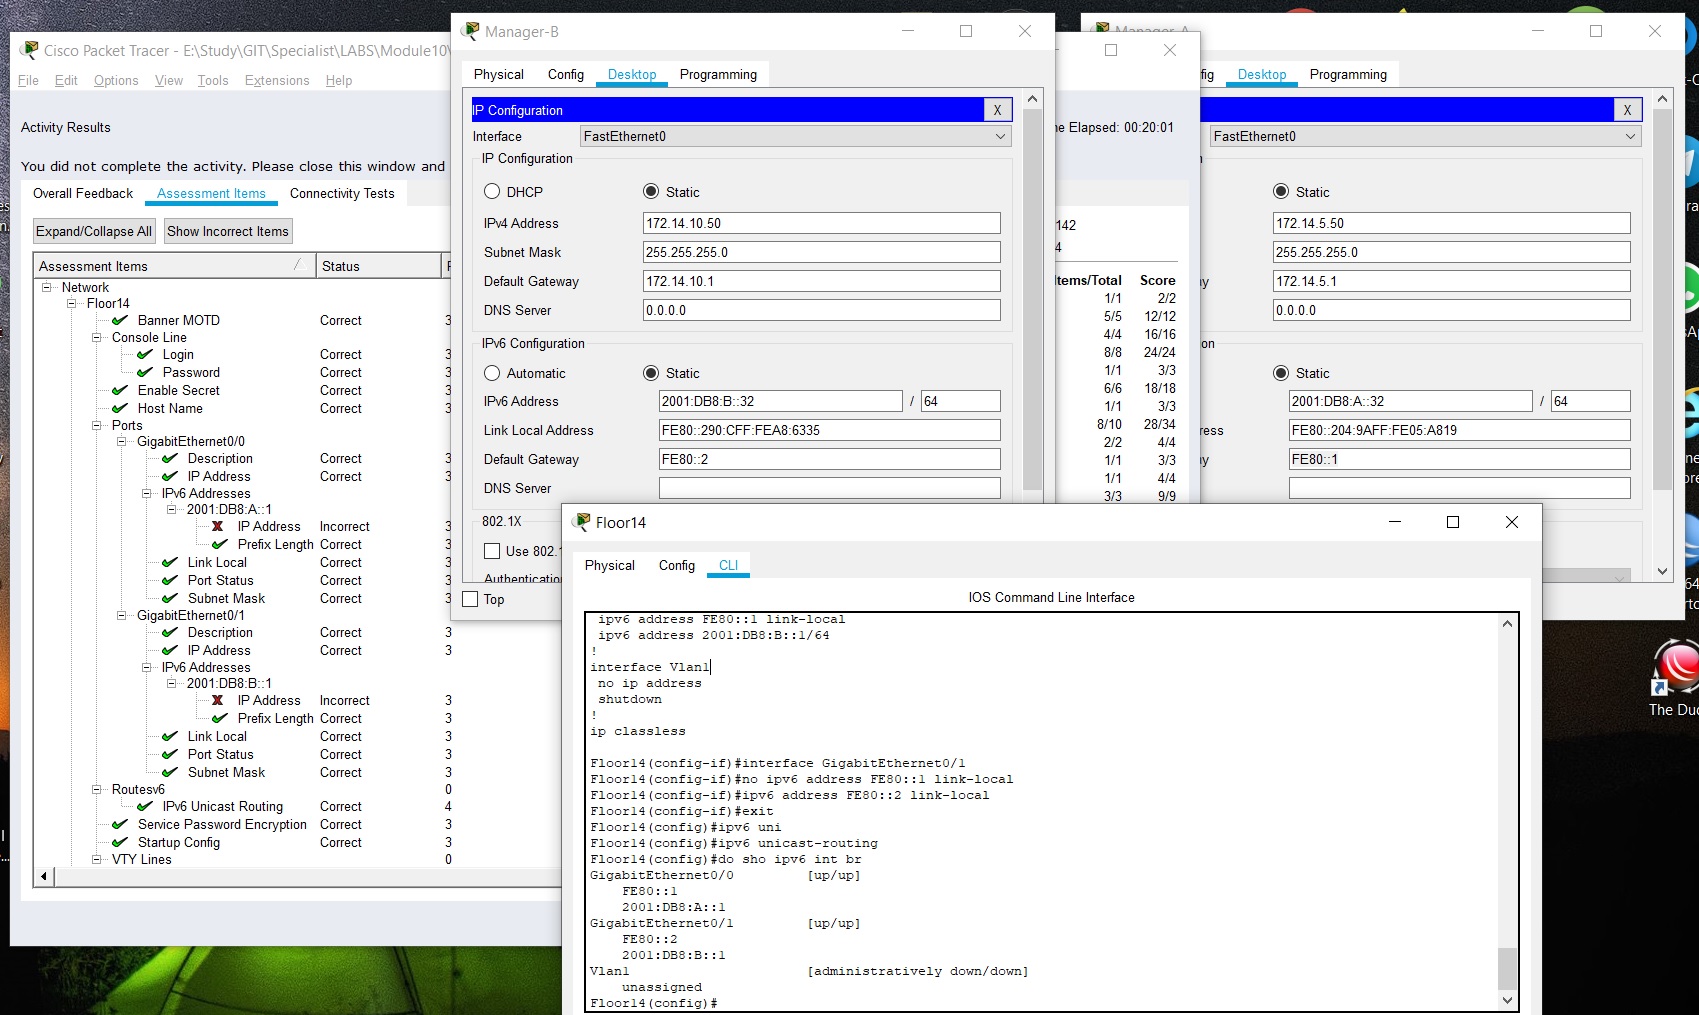 Cisco Packet Tracer - E:\Study\GIT\Specialist\LABS\Module10\
File Edit Options View Tools Extensions Help
Activity Results
You did not complete the activity. Please close this window and
Overall Feedback Assessment Items Connectivity Tests
Expand/Collapse All Show Incorrect Items
Assessment Items Status
Network
Floor14
Banner MOTD Correct 3
Console Line
Login Correct 3
Password Correct 3
Enable Secret Correct 3
Host Name Correct 3
Ports
GigabitEthernet0/0
Description Correct 3
IP Address Correct 3
IPv6 Addresses
2001:DB8:A::1
IP Address Incorrect 3
Prefix Length Correct 3
Link Local Correct 3
Port Status Correct 3
Subnet Mask Correct 3
GigabitEthernet0/1
Description Correct 3
IP Address Correct 3
IPv6 Addresses
2001:DB8:B::1
IP Address Incorrect 3
Prefix Length Correct 3
Link Local Correct 3
Port Status Correct 3
Subnet Mask Correct 3
Routesv6 0
IPv6 Unicast Routing Correct 4
Service Password Encryption Correct 3
Startup Config Correct 3
VTY Lines 0
Manager-B
Physical Config Desktop Programming
IP Configuration X
Interface FastEthernet0
IP Configuration
DHCP Static
IPv4 Address 172.14.10.50
Subnet Mask 255.255.255.0
Default Gateway 172.14.10.1
DNS Server 0.0.0.0
IPv6 Configuration
Automatic Static
IPv6 Address 2001:DB8:B::32 / 64
Link Local Address FE80::290:CFF:FEA8:6335
Default Gateway FE80::2
DNS Server
802.1X
Use 802.1
Authentication
Top
ne Elapsed: 00:20:01
142
4
Items/Total Score
1/1 2/2
5/5 12/12
4/4 16/16
8/8 24/24
1/1 3/3
6/6 18/18
1/1 3/3
8/10 28/34
2/2 4/4
1/1 3/3
1/1 4/4
3/3 9/9
Manager-A
fig Desktop Programming
X
FastEthernet0
Static
172.14.5.50
255.255.255.0
y 172.14.5.1
0.0.0.0
on
Static
2001:DB8:A::32 / 64
ress FE80::204:9AFF:FE05:A819
y FE80::1
Floor14
Physical Config CLI
IOS Command Line Interface
ipv6 address FE80::1 link-local
ipv6 address 2001:DB8:B::1/64
!
interface Vlan1
no ip address
shutdown
!
ip classless
Floor14(config-if)#interface GigabitEthernet0/1
Floor14(config-if)#no ipv6 address FE80::1 link-local
Floor14(config-if)#ipv6 address FE80::2 link-local
Floor14(config-if)#exit
Floor14(config)#ipv6 uni
Floor14(config)#ipv6 unicast-routing
Floor14(config)#do sho ipv6 int br
GigabitEthernet0/0 [up/up]
FE80::1
2001:DB8:A::1
GigabitEthernet0/1 [up/up]
FE80::2
2001:DB8:B::1
Vlan1 [administratively down/down]
unassigned
Floor14(config)#
The Duc